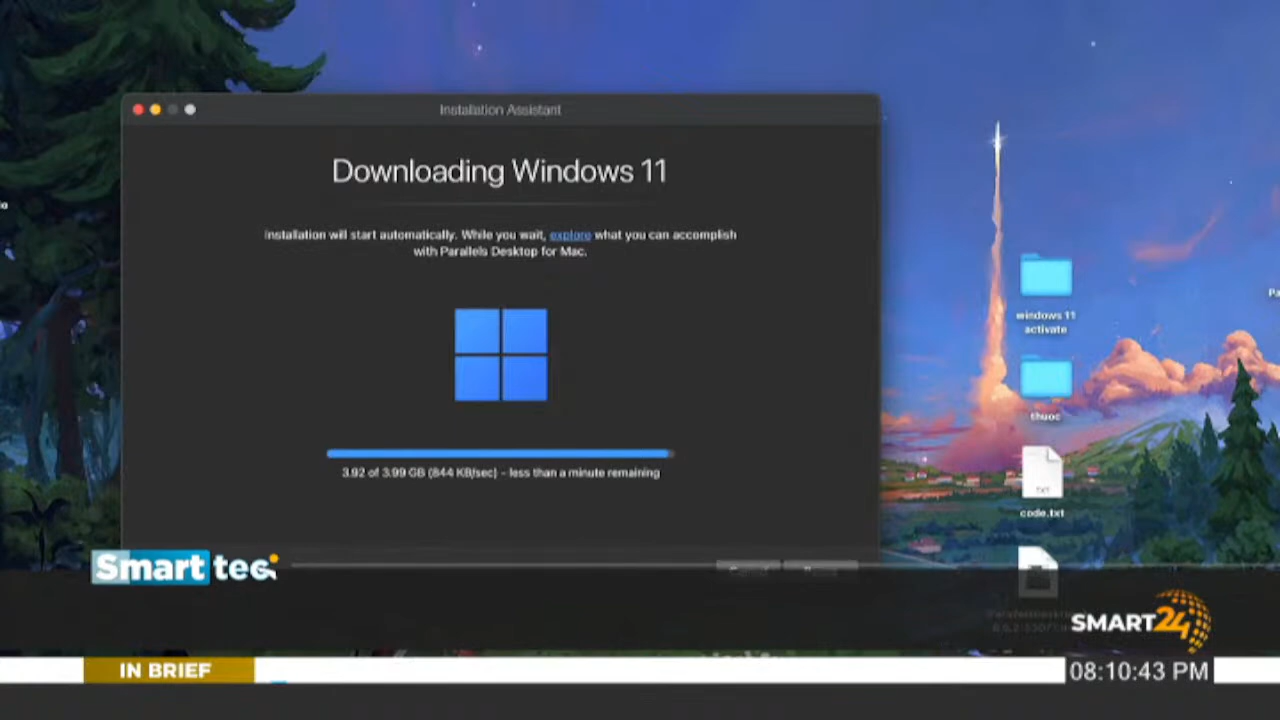 Installation Assistant
Downloading Windows 11
Installation will start automatically. While you wait, explore what you can accomplish
with Parallels Desktop for Mac.
3.92 of 3.99 GB (844 KB/sec) – less than a minute remaining
windows 11
activate
thuoc
TXT
code.txt
Smart tec
SMART24
IN BRIEF
08:10:43 PM